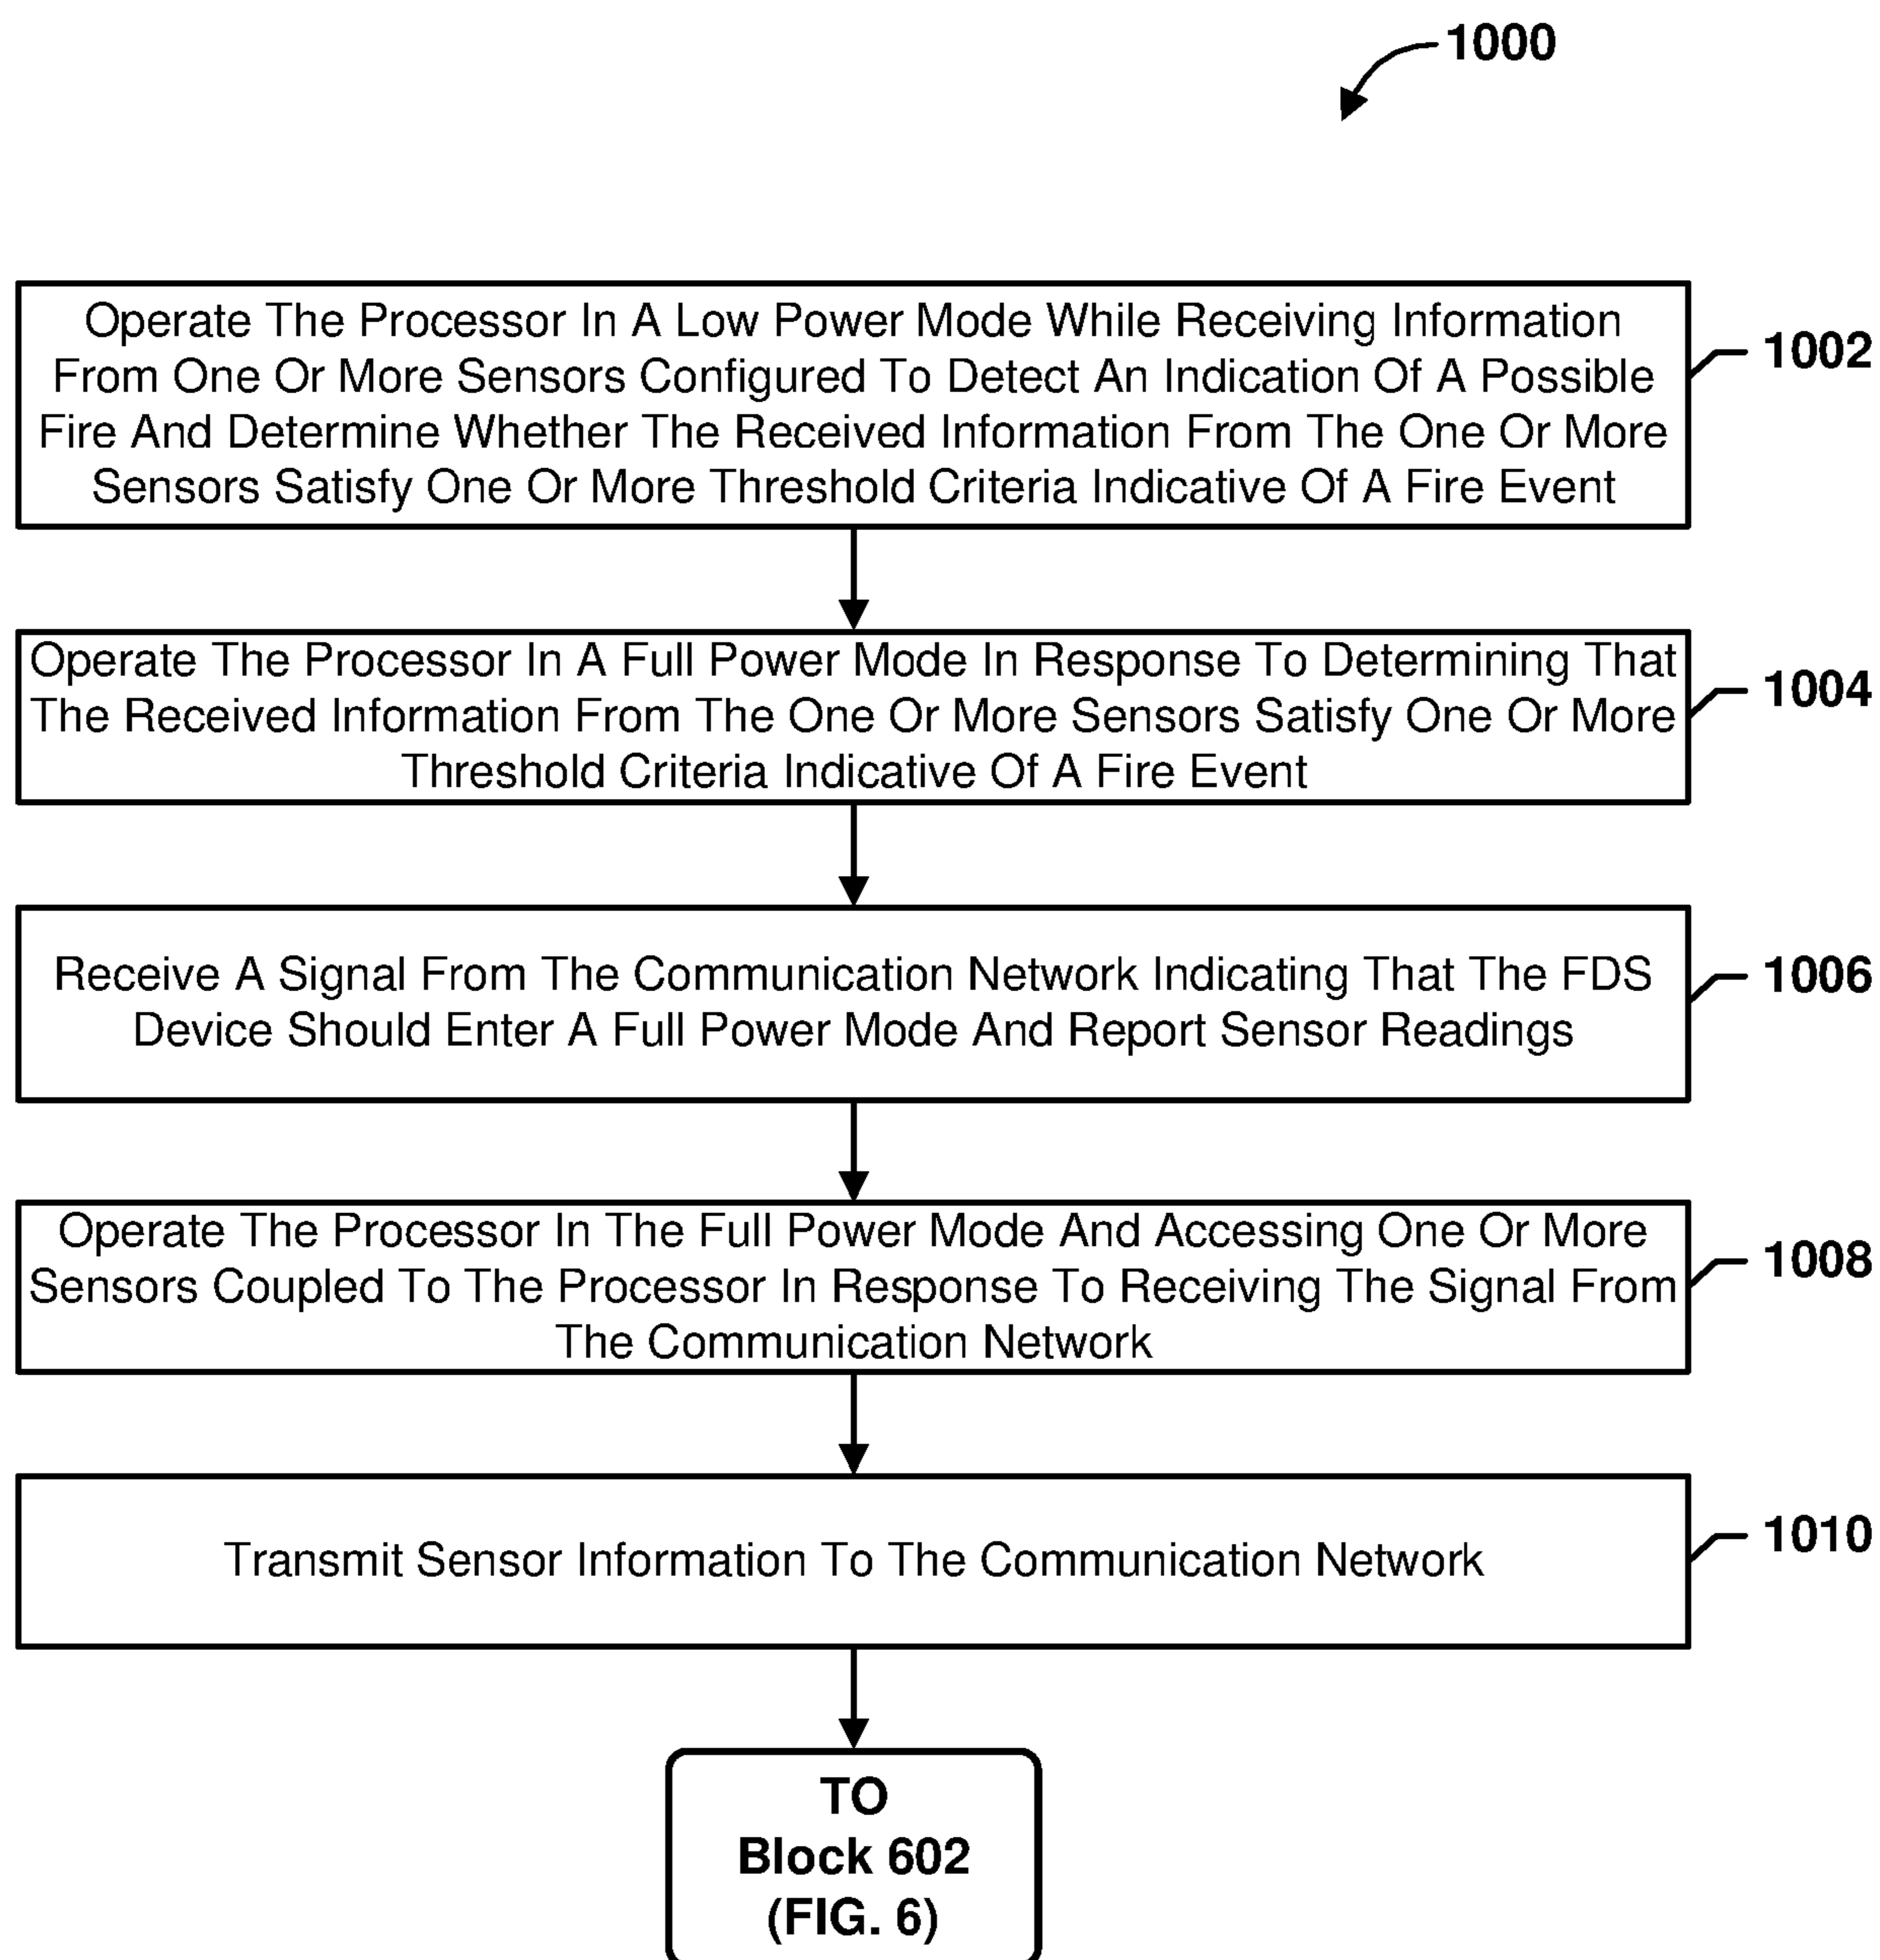 1000
Operate The Processor In A Low Power Mode While Receiving Information
From One Or More Sensors Configured To Detect An Indication Of A Possible
Fire And Determine Whether The Received Information From The One Or More
Sensors Satisfy One Or More Threshold Criteria Indicative Of A Fire Event
1002
Operate The Processor In A Full Power Mode In Response To Determining That
The Received Information From The One Or More Sensors Satisfy One Or More
Threshold Criteria Indicative Of A Fire Event
1004
Receive A Signal From The Communication Network Indicating That The FDS
Device Should Enter A Full Power Mode And Report Sensor Readings
1006
Operate The Processor In The Full Power Mode And Accessing One Or More
Sensors Coupled To The Processor In Response To Receiving The Signal From
The Communication Network
1008
Transmit Sensor Information To The Communication Network
1010
TO
Block 602
(FIG. 6)